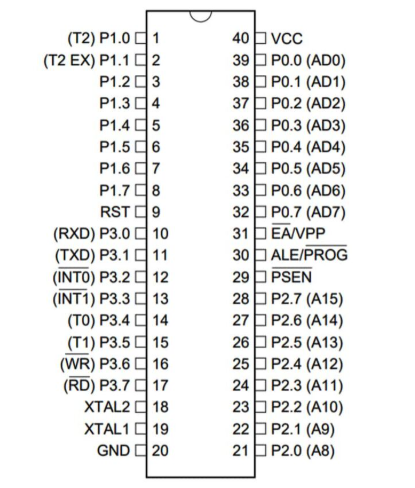 (T2) P1.0 1 40 VCC
(T2 EX) P1.1 2 39 P0.0 (AD0)
P1.2 3 38 P0.1 (AD1)
P1.3 4 37 P0.2 (AD2)
P1.4 5 36 P0.3 (AD3)
P1.5 6 35 P0.4 (AD4)
P1.6 7 34 P0.5 (AD5)
P1.7 8 33 P0.6 (AD6)
RST 9 32 P0.7 (AD7)
(RXD) P3.0 10 31 E̅A̅/VPP
(TXD) P3.1 11 30 ALE/P̅R̅O̅G̅
(I̅N̅T̅0̅) P3.2 12 29 P̅S̅E̅N̅
(I̅N̅T̅1̅) P3.3 13 28 P2.7 (A15)
(T0) P3.4 14 27 P2.6 (A14)
(T1) P3.5 15 26 P2.5 (A13)
(W̅R̅) P3.6 16 25 P2.4 (A12)
(R̅D̅) P3.7 17 24 P2.3 (A11)
XTAL2 18 23 P2.2 (A10)
XTAL1 19 22 P2.1 (A9)
GND 20 21 P2.0 (A8)